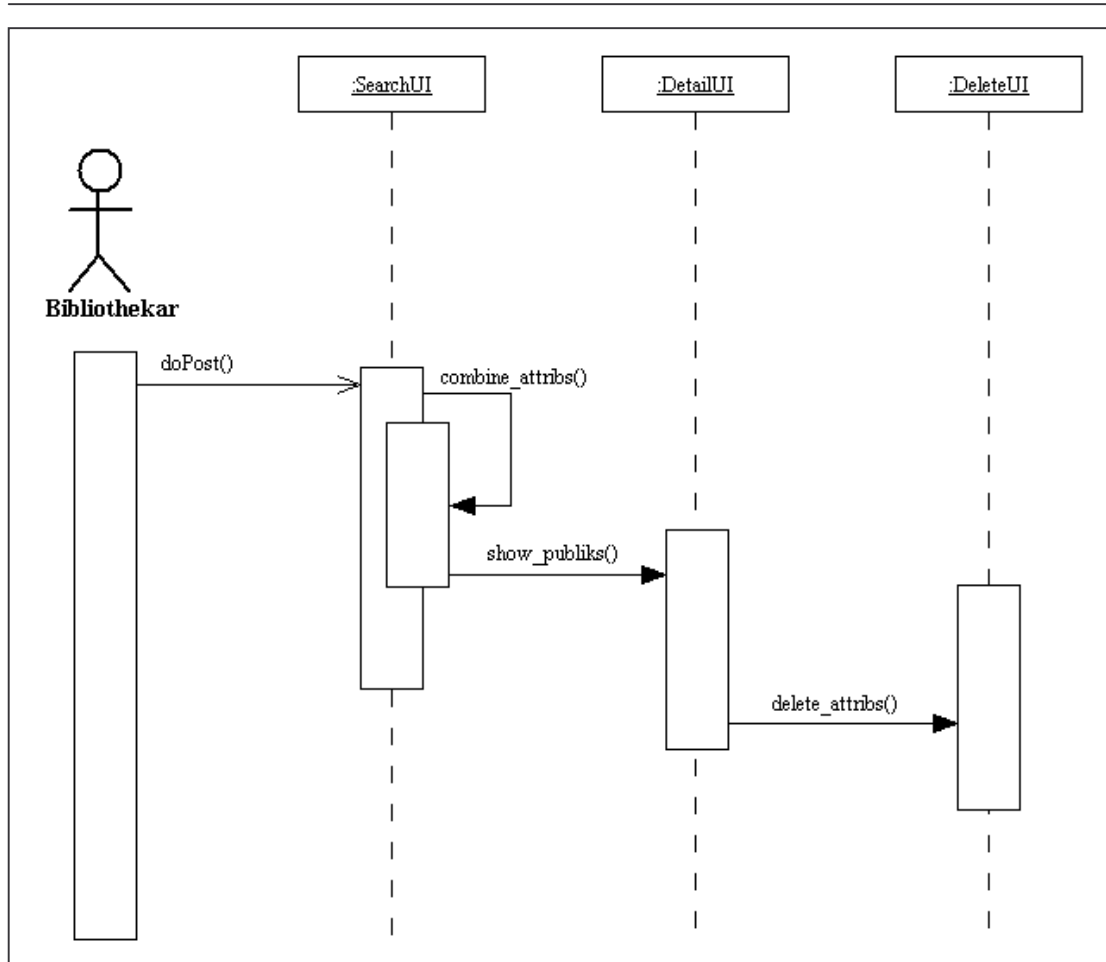 :SearchUI
:DetailUI
:DeleteUI
Bibliothekar
doPost()
combine_attribs()
show_publiks()
delete_attribs()